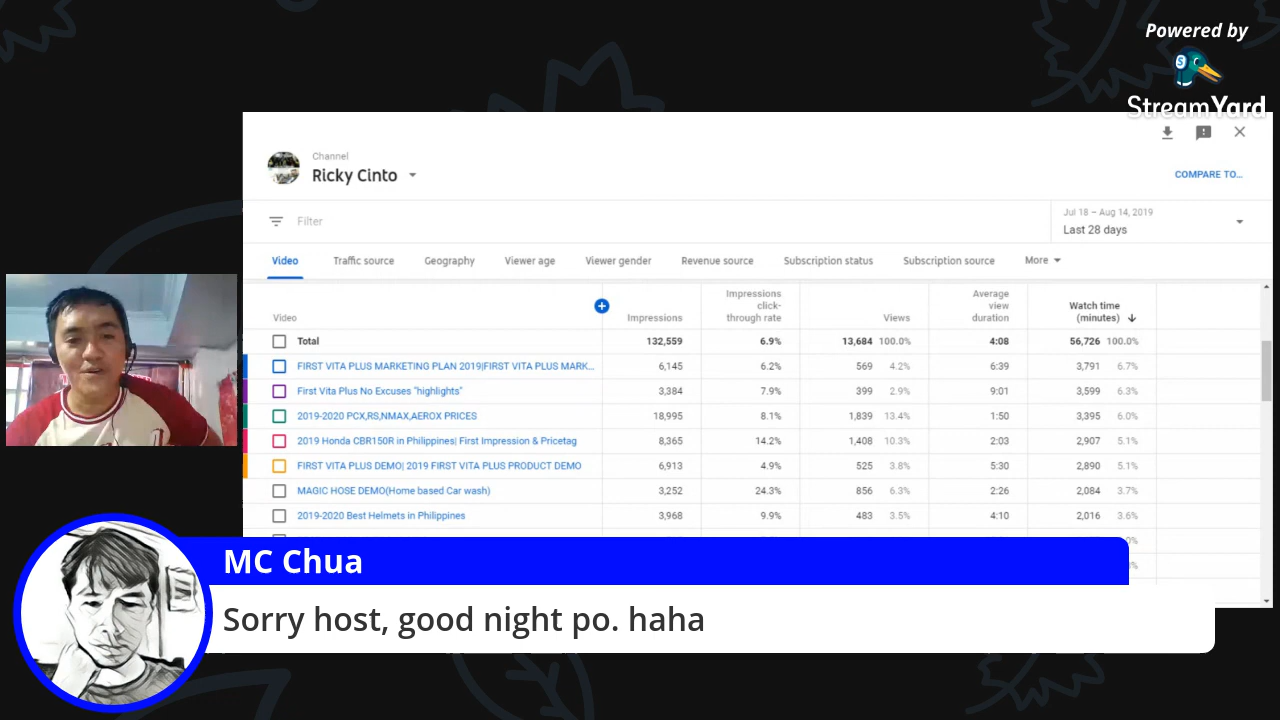 Powered by
StreamYard
Channel
Ricky Cinto
COMPARE TO...
Filter
Jul 18 – Aug 14, 2019
Last 28 days
Video Traffic source Geography Viewer age Viewer gender Revenue source Subscription status Subscription source More
Video Impressions Impressions click-through rate Views Average view duration Watch time (minutes)
Total 132,559 6.9% 13,684 100.0% 4:08 56,726 100.0%
FIRST VITA PLUS MARKETING PLAN 2019|FIRST VITA PLUS MARK... 6,145 6.2% 569 4.2% 6:39 3,791 6.7%
First Vita Plus No Excuses "highlights" 3,384 7.9% 399 2.9% 9:01 3,599 6.3%
2019-2020 PCX,RS,NMAX,AEROX PRICES 18,995 8.1% 1,839 13.4% 1:50 3,395 6.0%
2019 Honda CBR150R in Philippines| First Impression & Pricetag 8,365 14.2% 1,408 10.3% 2:03 2,907 5.1%
FIRST VITA PLUS DEMO| 2019 FIRST VITA PLUS PRODUCT DEMO 6,913 4.9% 525 3.8% 5:30 2,890 5.1%
MAGIC HOSE DEMO(Home based Car wash) 3,252 24.3% 856 6.3% 2:26 2,084 3.7%
2019-2020 Best Helmets in Philippines 3,968 9.9% 483 3.5% 4:10 2,016 3.6%
MC Chua
Sorry host, good night po. haha